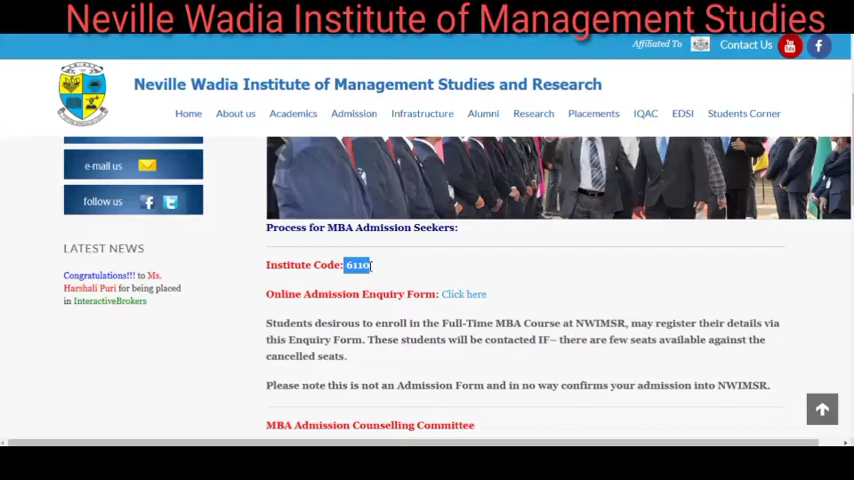 Neville Wadia Institute of Management Studies
Affiliated To
Contact Us
Neville Wadia Institute of Management Studies and Research
Home About us Academics Admission Infrastructure Alumni Research Placements IQAC EDSI Students Corner
e-mail us
follow us
Process for MBA Admission Seekers:
LATEST NEWS
Institute Code: 6110
Congratulations!!! to Ms.
Harshali Puri for being placed
in InteractiveBrokers
Online Admission Enquiry Form: Click here
Students desirous to enroll in the Full-Time MBA Course at NWIMSR, may register their details via
this Enquiry Form. These students will be contacted IF– there are few seats available against the
cancelled seats.
Please note this is not an Admission Form and in no way confirms your admission into NWIMSR.
MBA Admission Counselling Committee